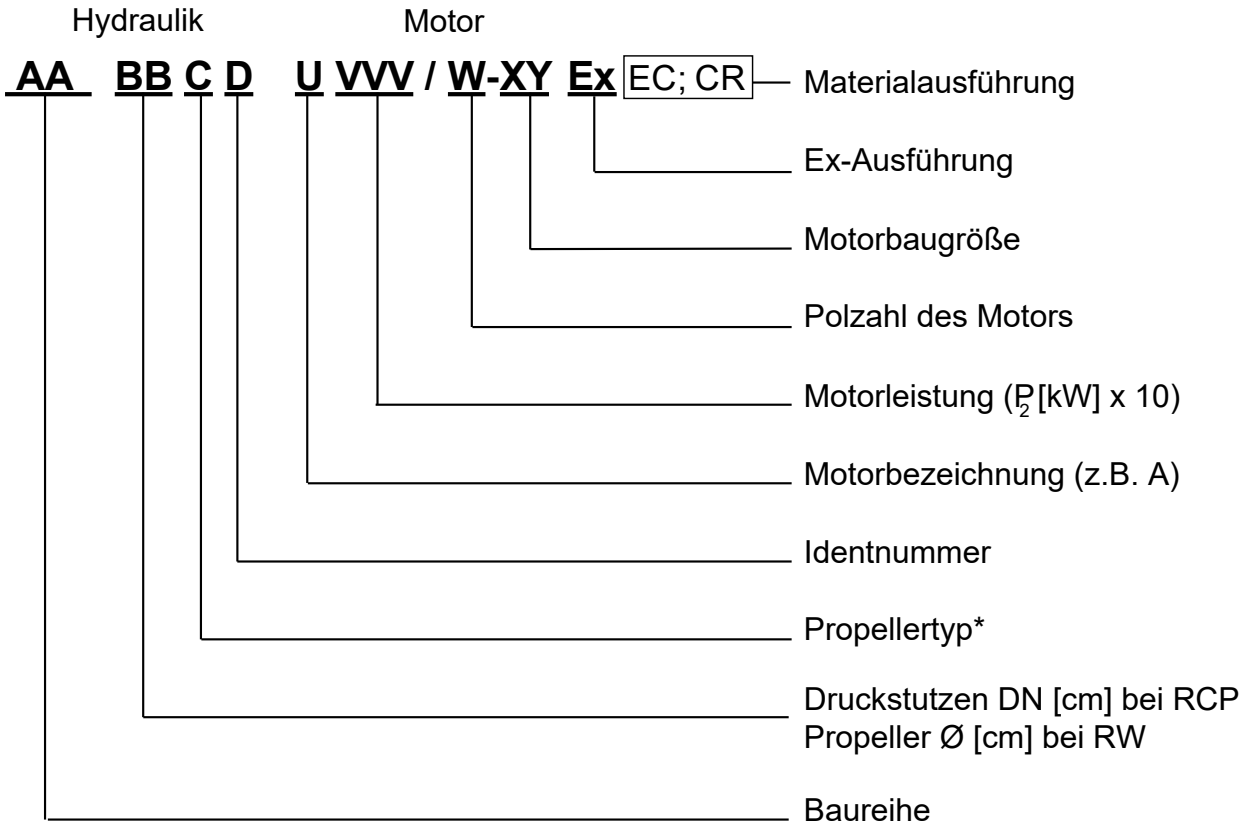 Hydraulik Motor
AA BB C D U VVV / W-XY Ex EC; CR Materialausführung
Ex-Ausführung
Motorbaugröße
Polzahl des Motors
Motorleistung (P2[kW] x 10)
Motorbezeichnung (z.B. A)
Identnummer
Propellertyp*
Druckstutzen DN [cm] bei RCP
Propeller Ø [cm] bei RW
Baureihe